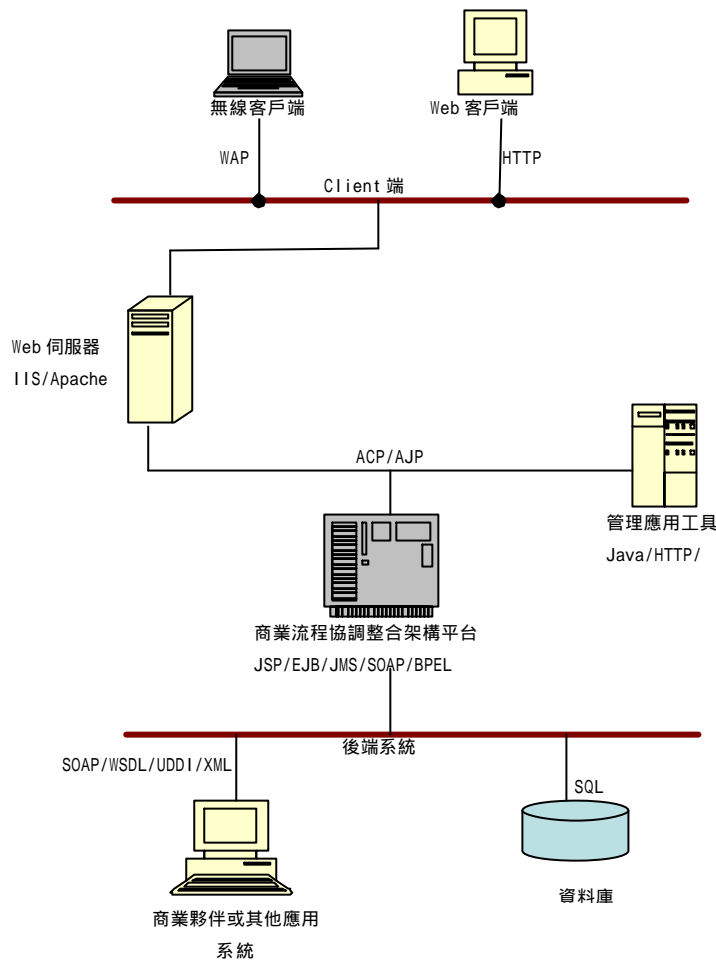 無線客戶端
Web 客戶端
WAP
HTTP
Client 端
Web 伺服器
IIS/Apache
ACP/AJP
管理應用工具
Java/HTTP/
商業流程協調整合架構平台
JSP/EJB/JMS/SOAP/BPEL
後端系統
SOAP/WSDL/UDDI/XML
SQL
商業夥伴或其他應用
系統
資料庫